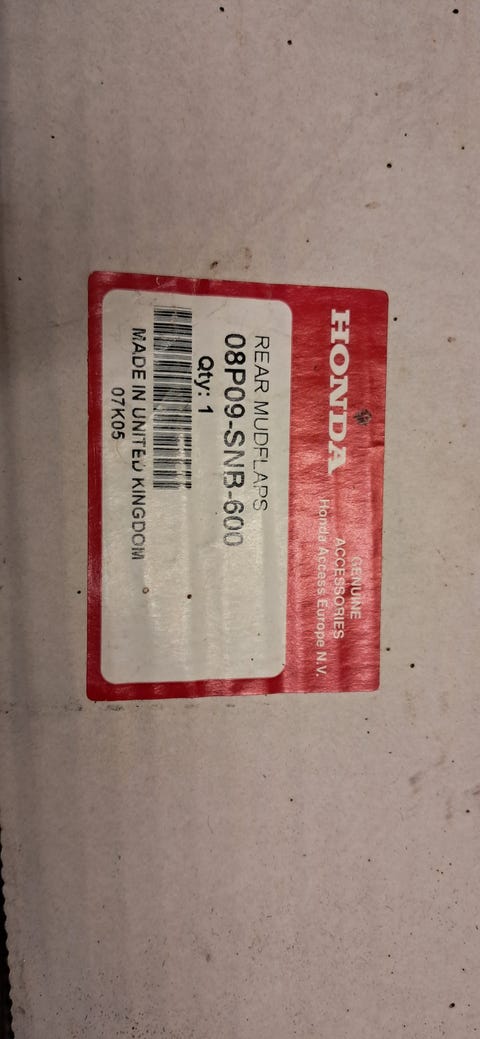 HONDA
GENUINE
ACCESSORIES
Honda Access Europe N.V.
REAR MUDFLAPS
08P09-SNB-600
Qty: 1
MADE IN UNITED KINGDOM
07K05